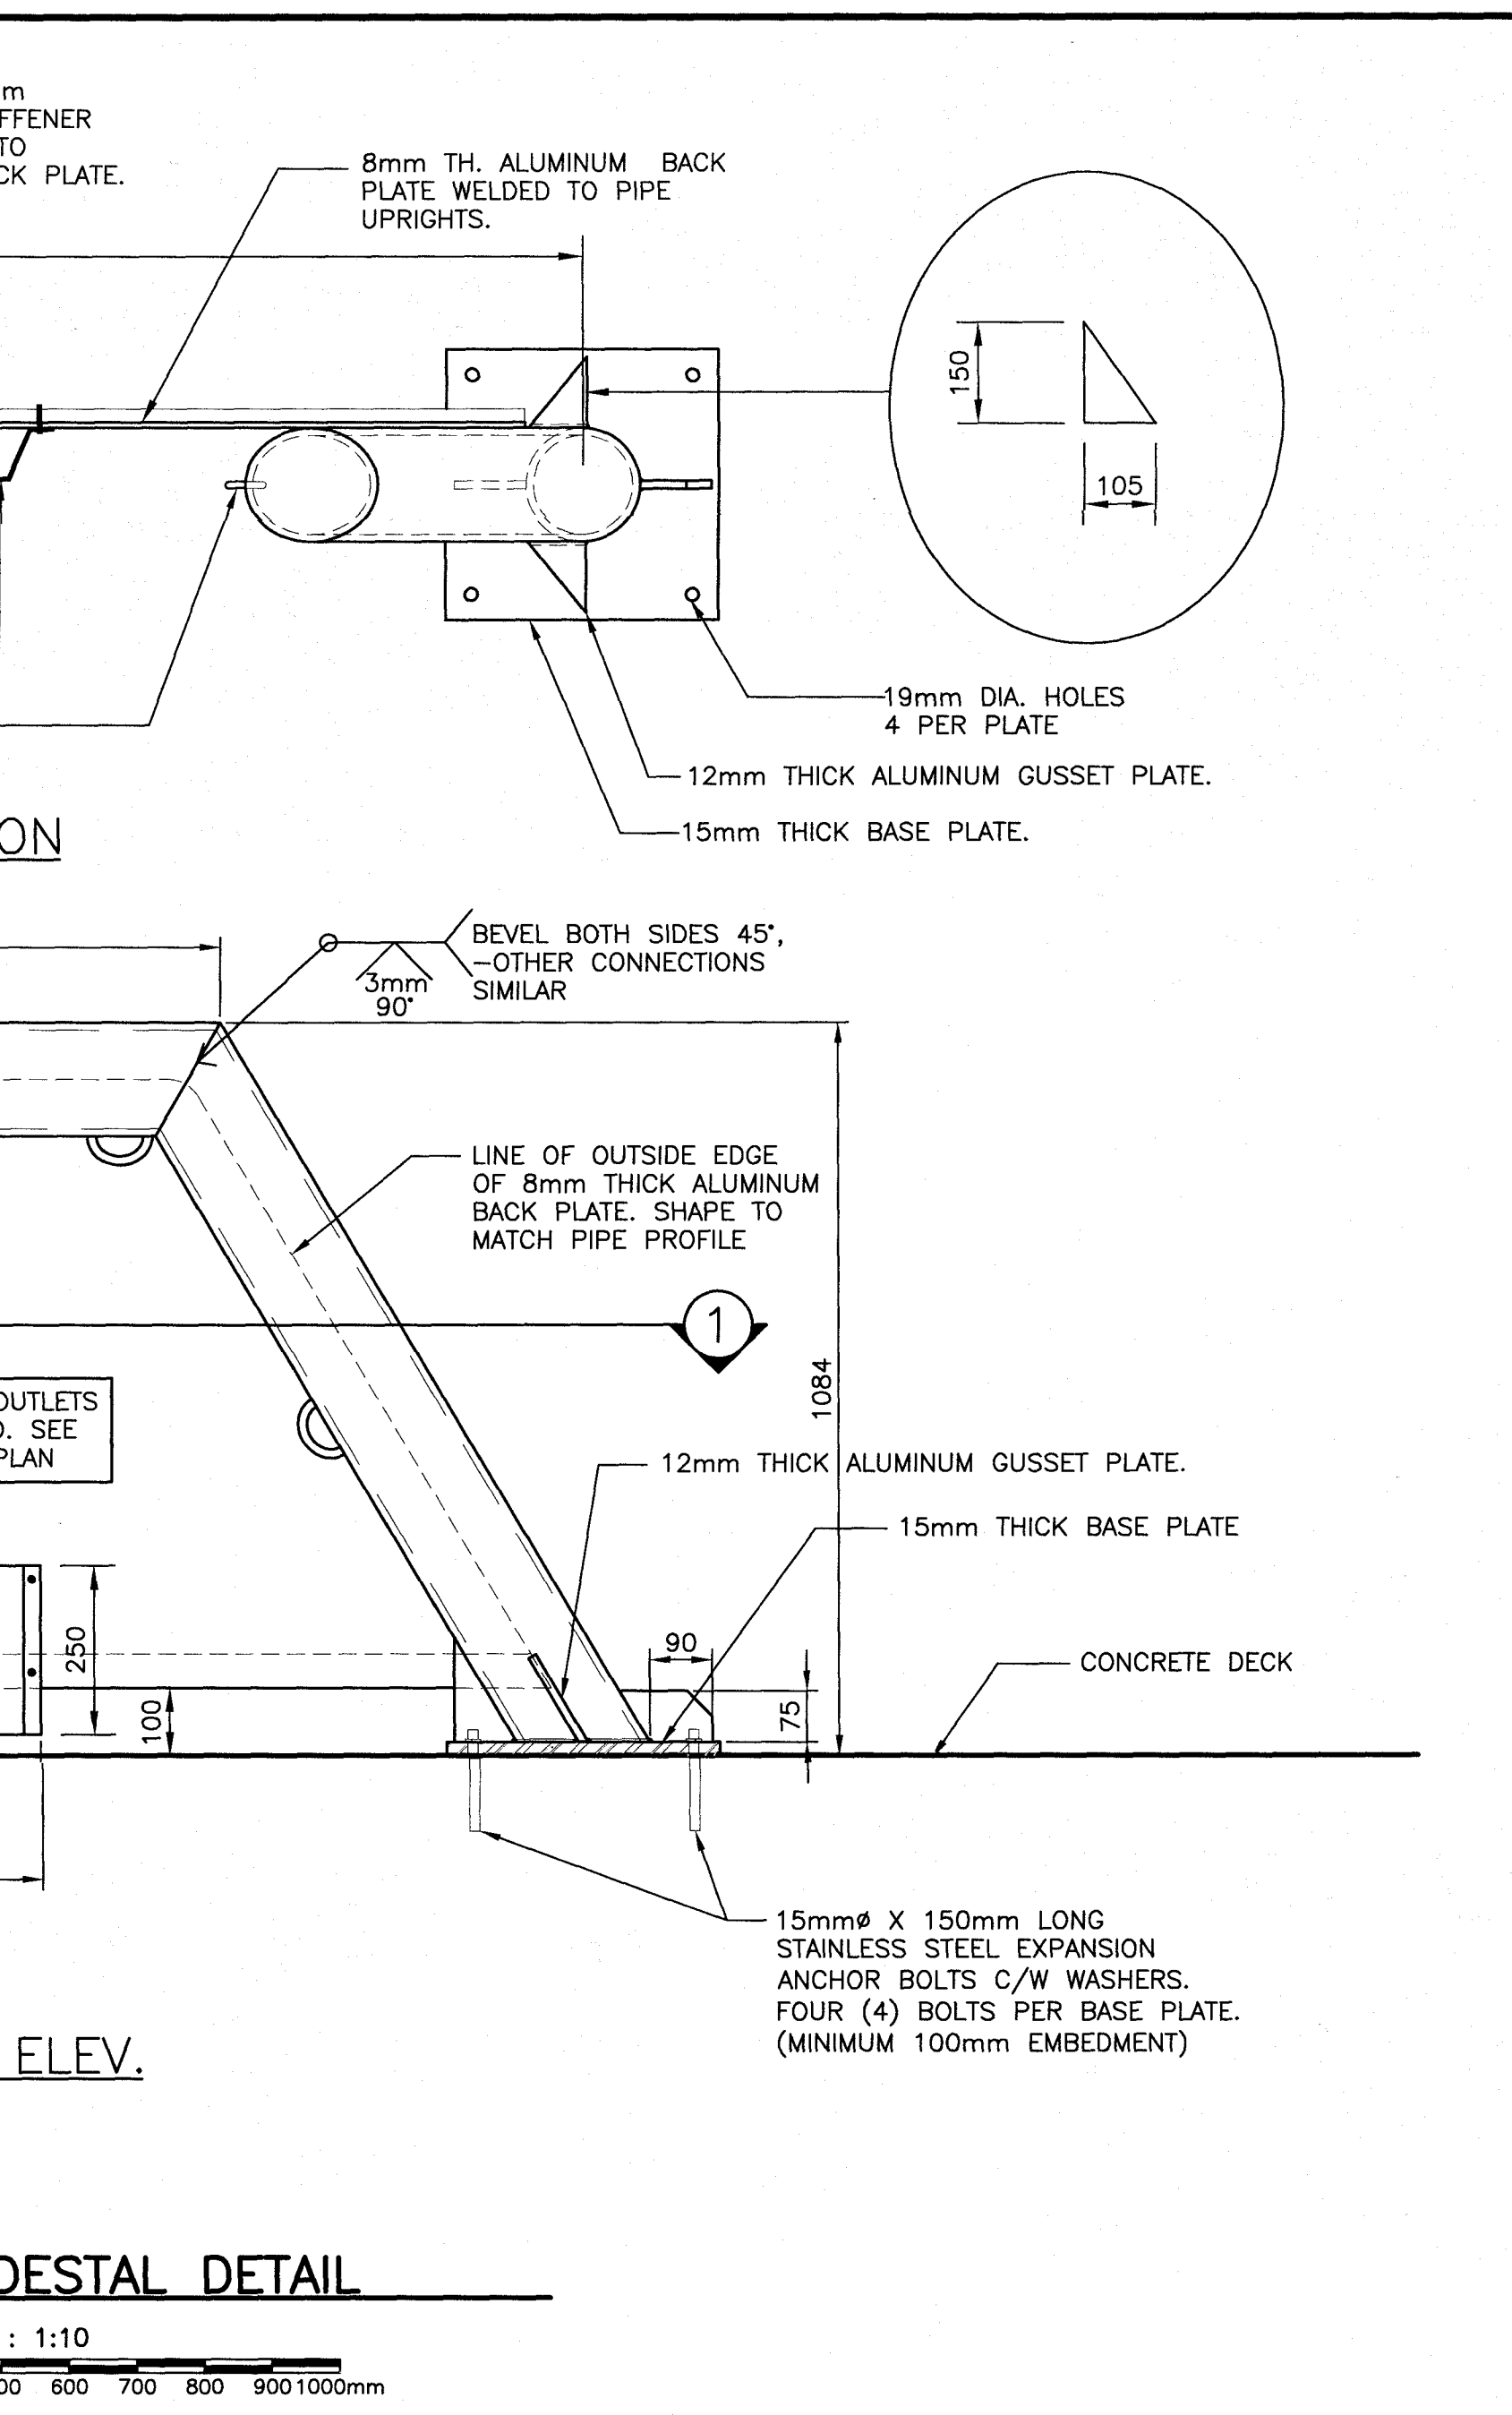 m
FFENER
TO
CK PLATE.
8mm TH. ALUMINUM BACK
PLATE WELDED TO PIPE
UPRIGHTS.
150
105
19mm DIA. HOLES
4 PER PLATE
12mm THICK ALUMINUM GUSSET PLATE.
15mm THICK BASE PLATE.
ON
BEVEL BOTH SIDES 45°,
-OTHER CONNECTIONS
SIMILAR
3mm
90°
LINE OF OUTSIDE EDGE
OF 8mm THICK ALUMINUM
BACK PLATE. SHAPE TO
MATCH PIPE PROFILE
1
1084
OUTLETS
D. SEE
PLAN
12mm THICK ALUMINUM GUSSET PLATE.
15mm THICK BASE PLATE
250
100
90
75
CONCRETE DECK
15mmø X 150mm LONG
STAINLESS STEEL EXPANSION
ANCHOR BOLTS C/W WASHERS.
FOUR (4) BOLTS PER BASE PLATE.
(MINIMUM 100mm EMBEDMENT)
ELEV.
DESTAL DETAIL
: 1:10
00 600 700 800 900 1000mm